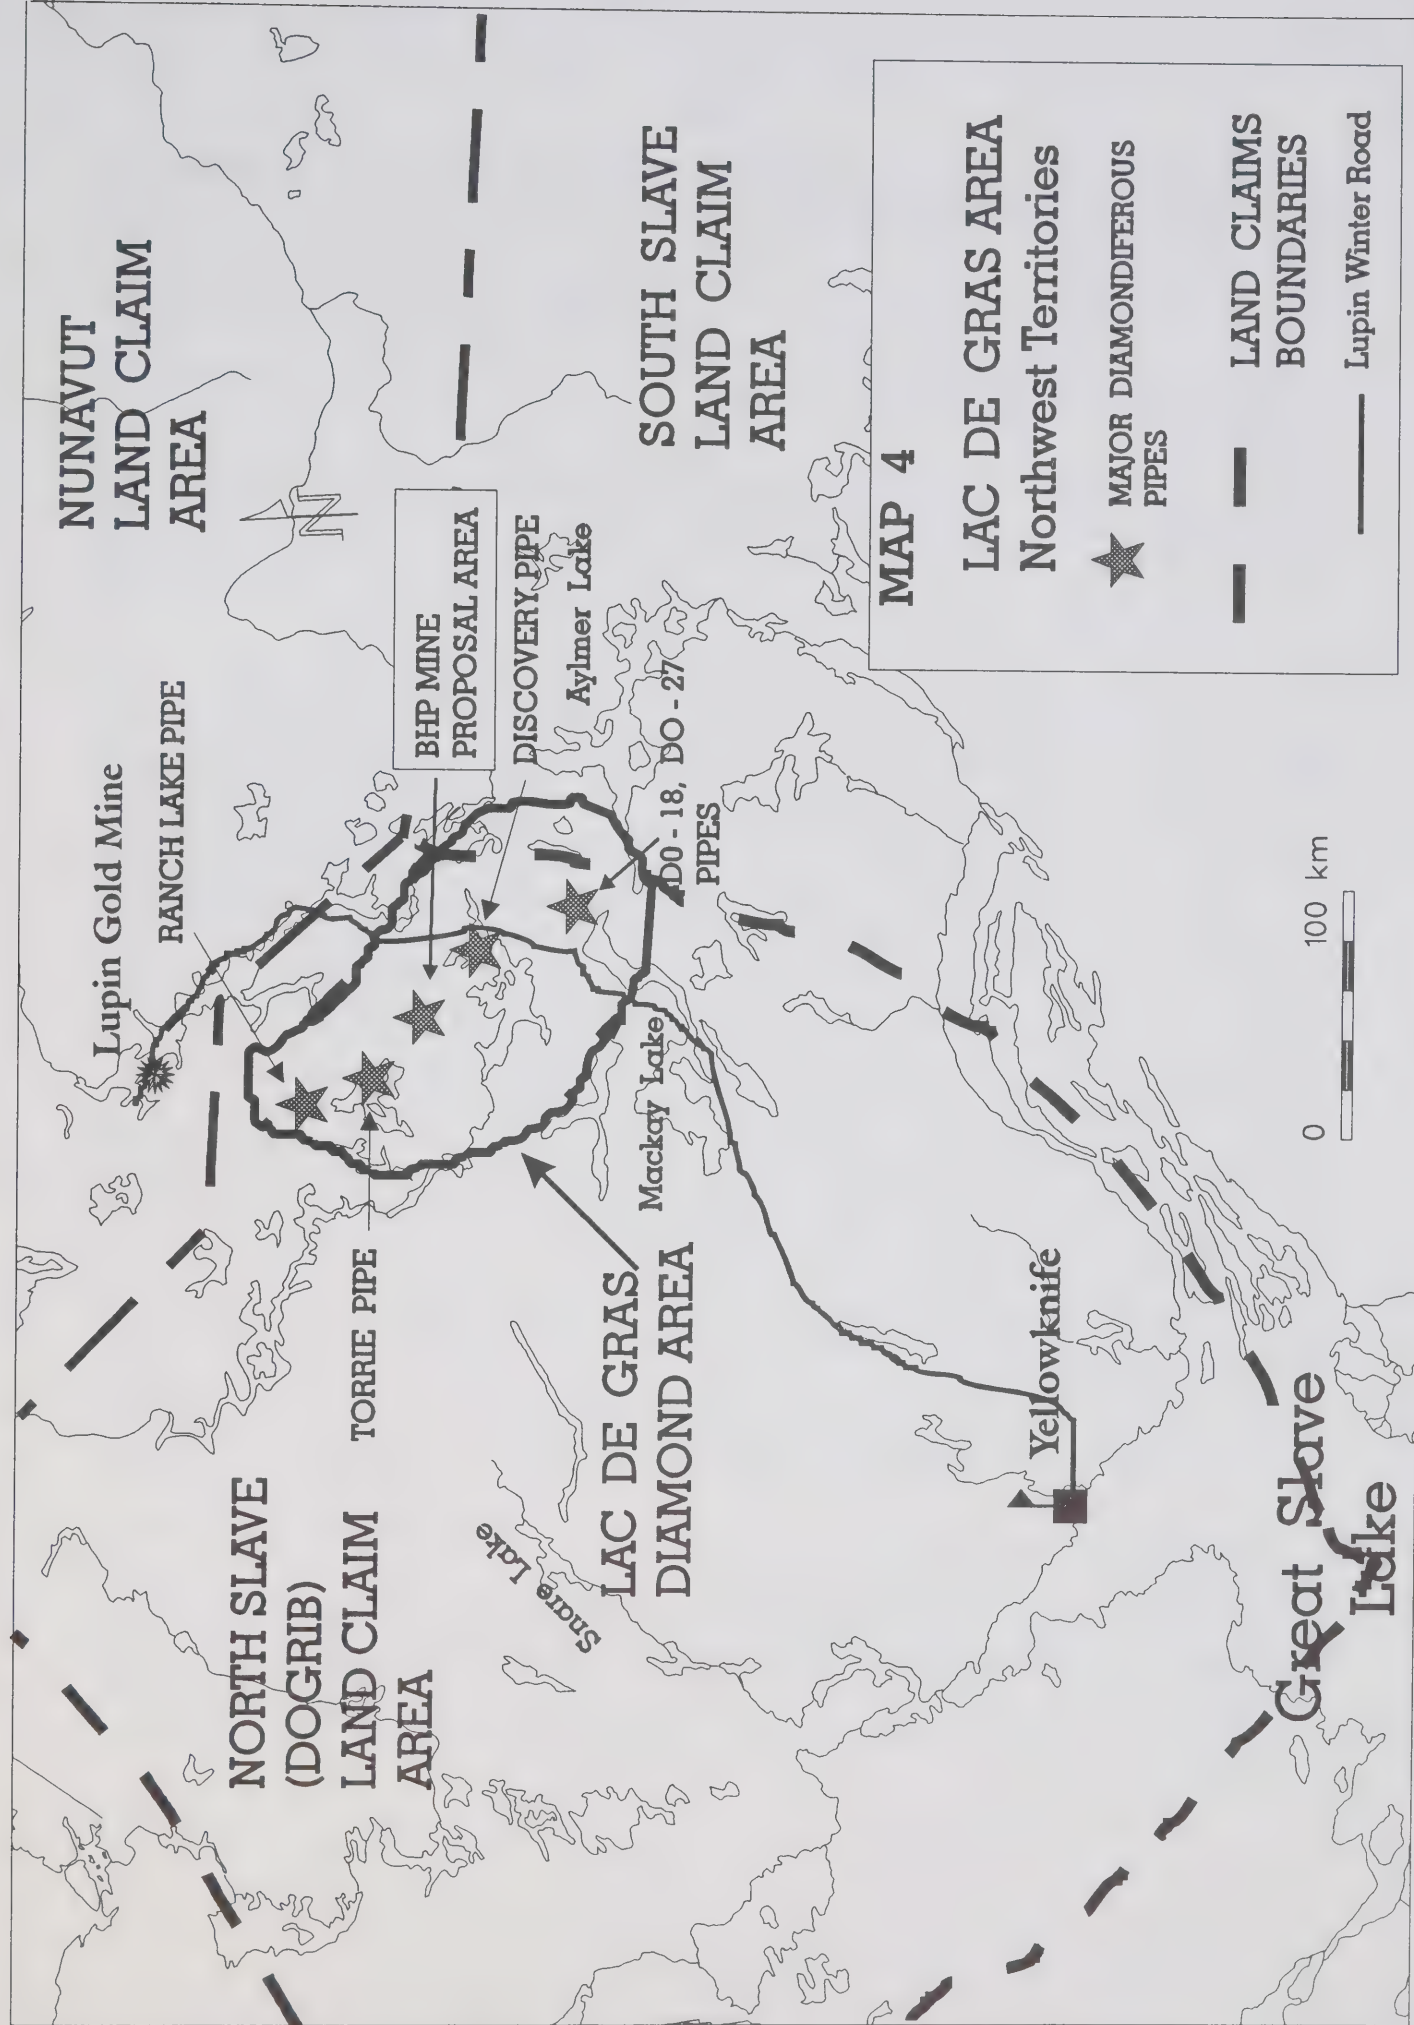 NUNAVUT
LAND CLAIM
AREA
N
Lupin Gold Mine
RANCH LAKE PIPE
BHP MINE
PROPOSAL AREA
DISCOVERY PIPE
Aylmer Lake
D0 - 18, DO - 27
PIPES
SOUTH SLAVE
LAND CLAIM
AREA
NORTH SLAVE
(DOGRIB)
LAND CLAIM
AREA
TORRIE PIPE
Snare Lake
LAC DE GRAS
DIAMOND AREA
Mackay Lake
Yellowknife
Great Slave
Lake
0 100 km
MAP 4
LAC DE GRAS AREA
Northwest Territories
MAJOR DIAMONDIFEROUS
PIPES
LAND CLAIMS
BOUNDARIES
Lupin Winter Road